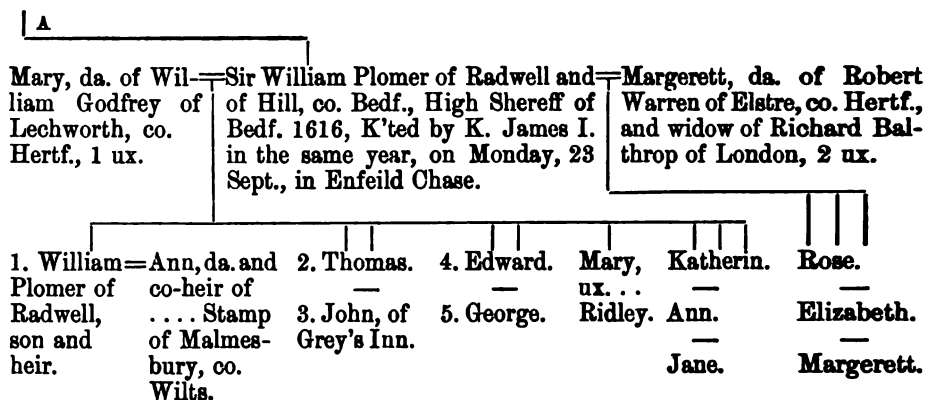 A
Mary, da. of Wil-
liam Godfrey of
Lechworth, co.
Hertf., 1 ux.
Sir William Plomer of Radwell and
of Hill, co. Bedf., High Shereff of
Bedf. 1616, K'ted by K. James I.
in the same year, on Monday, 23
Sept., in Enfeild Chase.
Margerett, da. of Robert
Warren of Elstre, co. Hertf.,
and widow of Richard Bal-
throp of London, 2 ux.
1. William
Plomer of
Radwell,
son and
heir.
Ann, da. and
co-heir of
.... Stamp
of Malmes-
bury, co.
Wilts.
2. Thomas.
3. John, of
Grey's Inn.
4. Edward.
5. George.
Mary,
ux...
Ridley.
Katherin.
Ann.
Jane.
Rose.
Elizabeth.
Margerett.